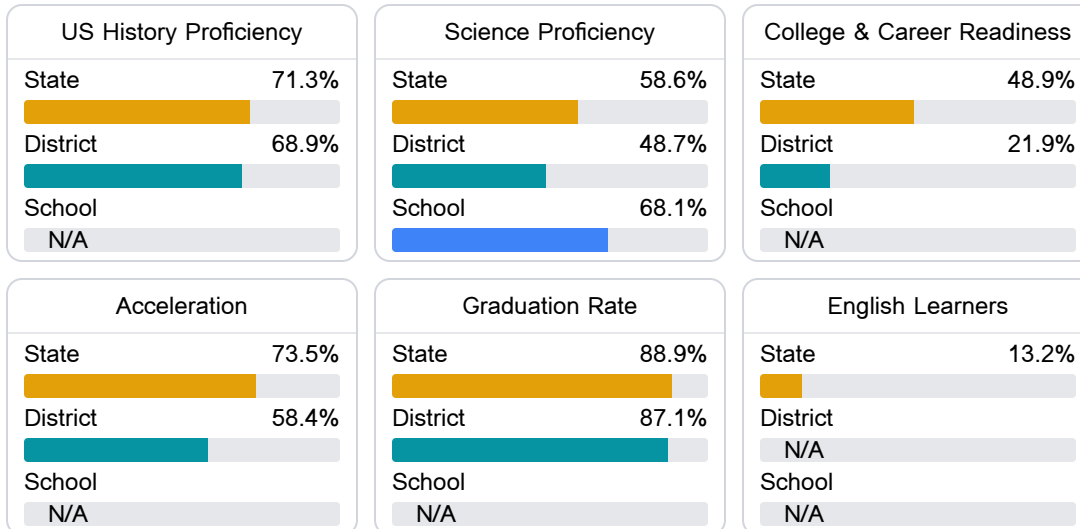 US History Proficiency
State 71.3%
District 68.9%
School
N/A
Science Proficiency
State 58.6%
District 48.7%
School 68.1%
College & Career Readiness
State 48.9%
District 21.9%
School
N/A
Acceleration
State 73.5%
District 58.4%
School
N/A
Graduation Rate
State 88.9%
District 87.1%
School
N/A
English Learners
State 13.2%
District
N/A
School
N/A